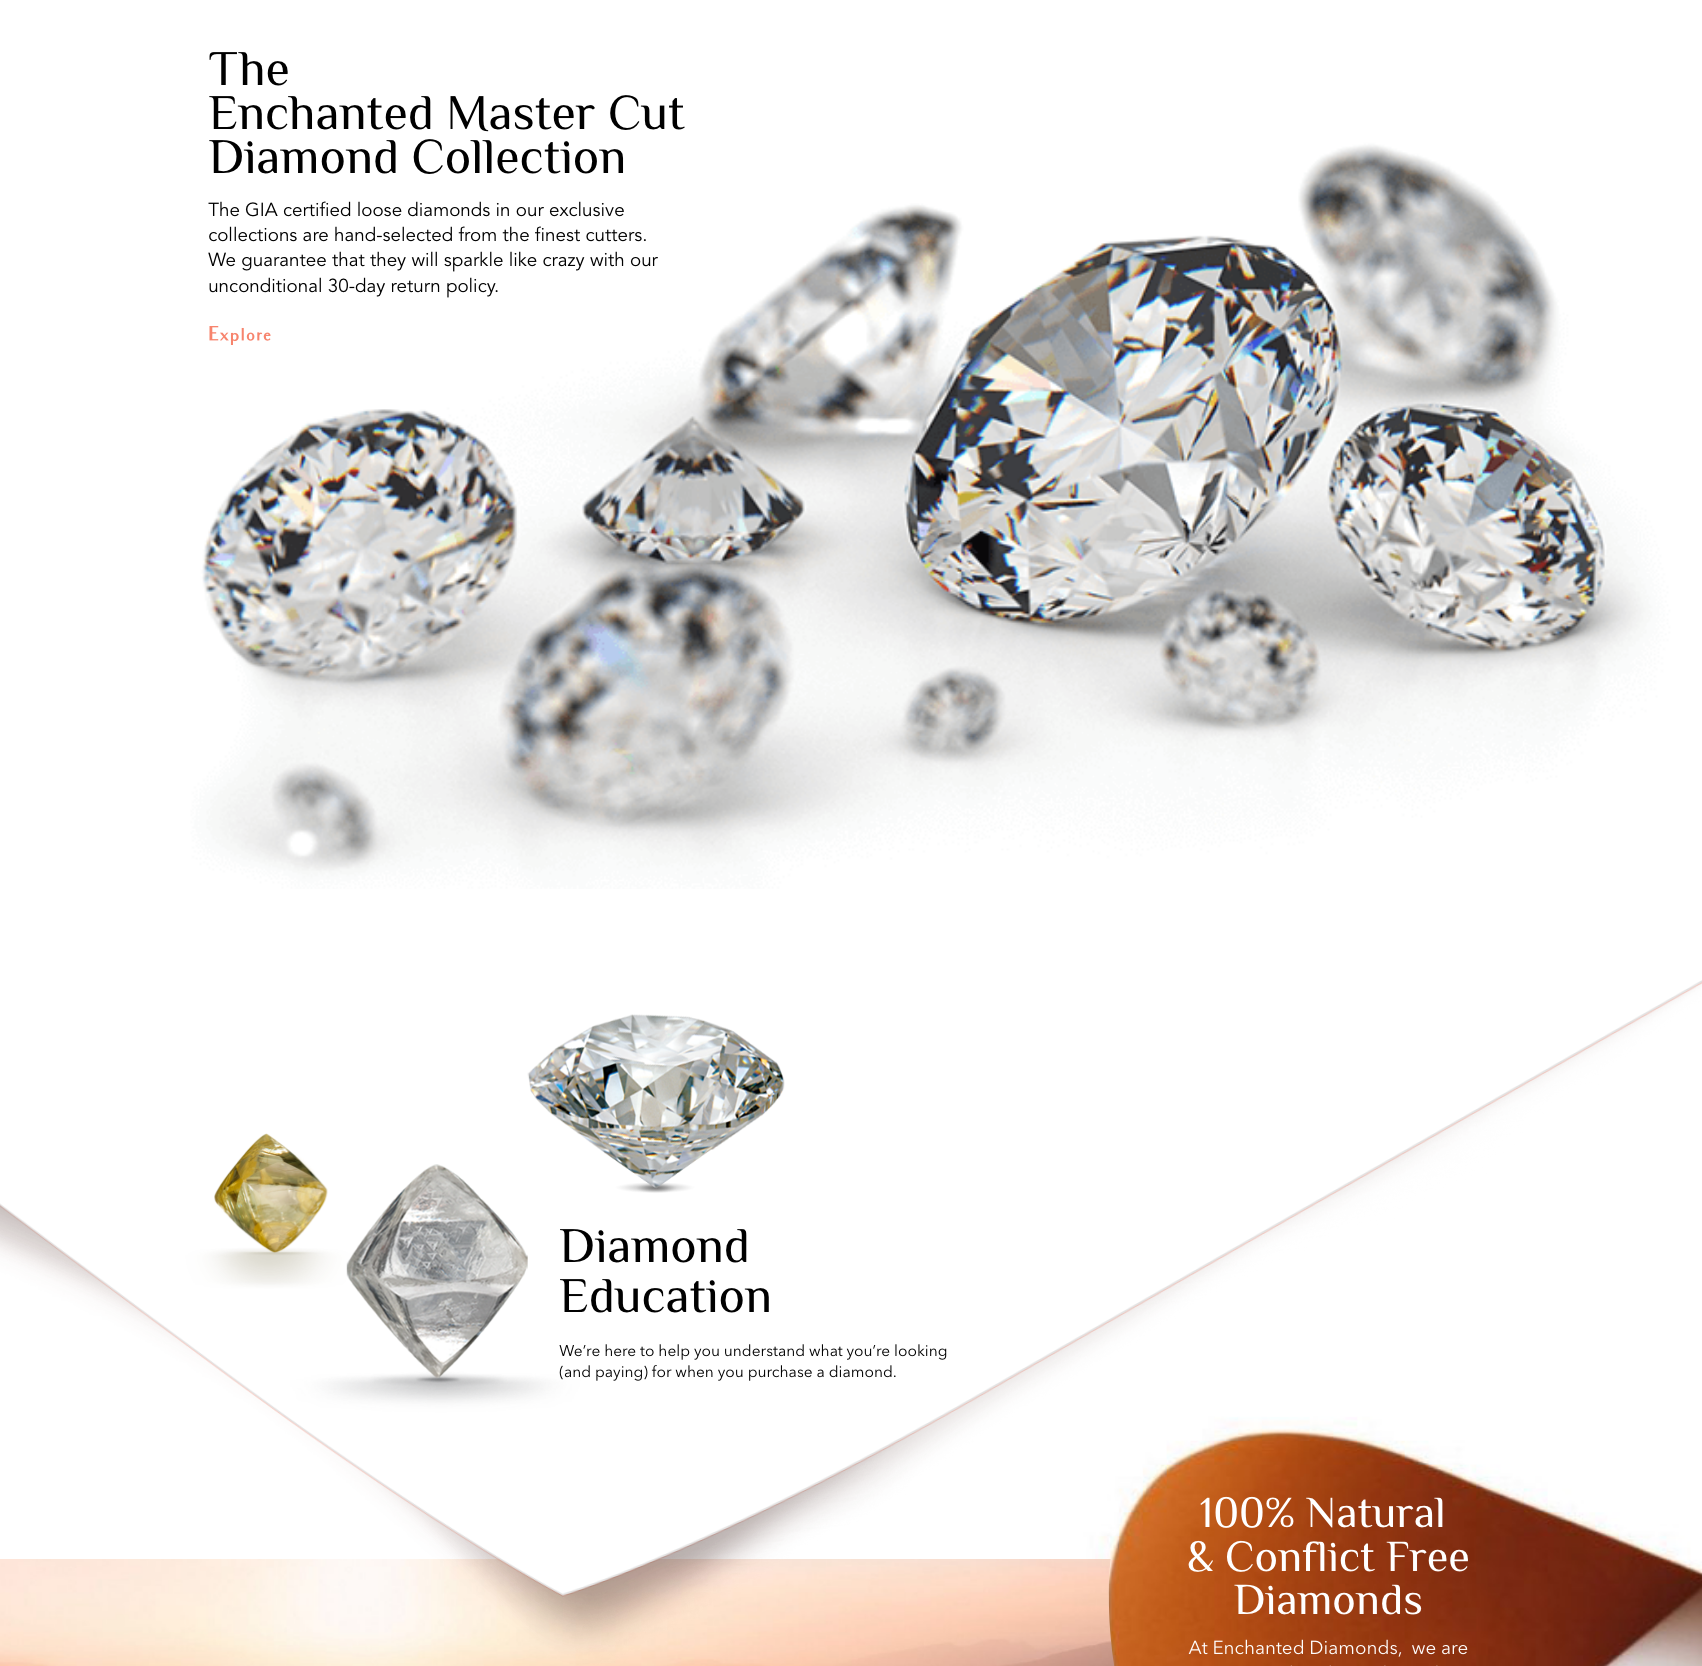 The
Enchanted Master Cut
Diamond Collection
The GIA certified loose diamonds in our exclusive
collections are hand-selected from the finest cutters.
We guarantee that they will sparkle like crazy with our
unconditional 30-day return policy.
Explore
Diamond
Education
We’re here to help you understand what you’re looking
(and paying) for when you purchase a diamond.
100% Natural
& Conflict Free
Diamonds
At Enchanted Diamonds,  we are